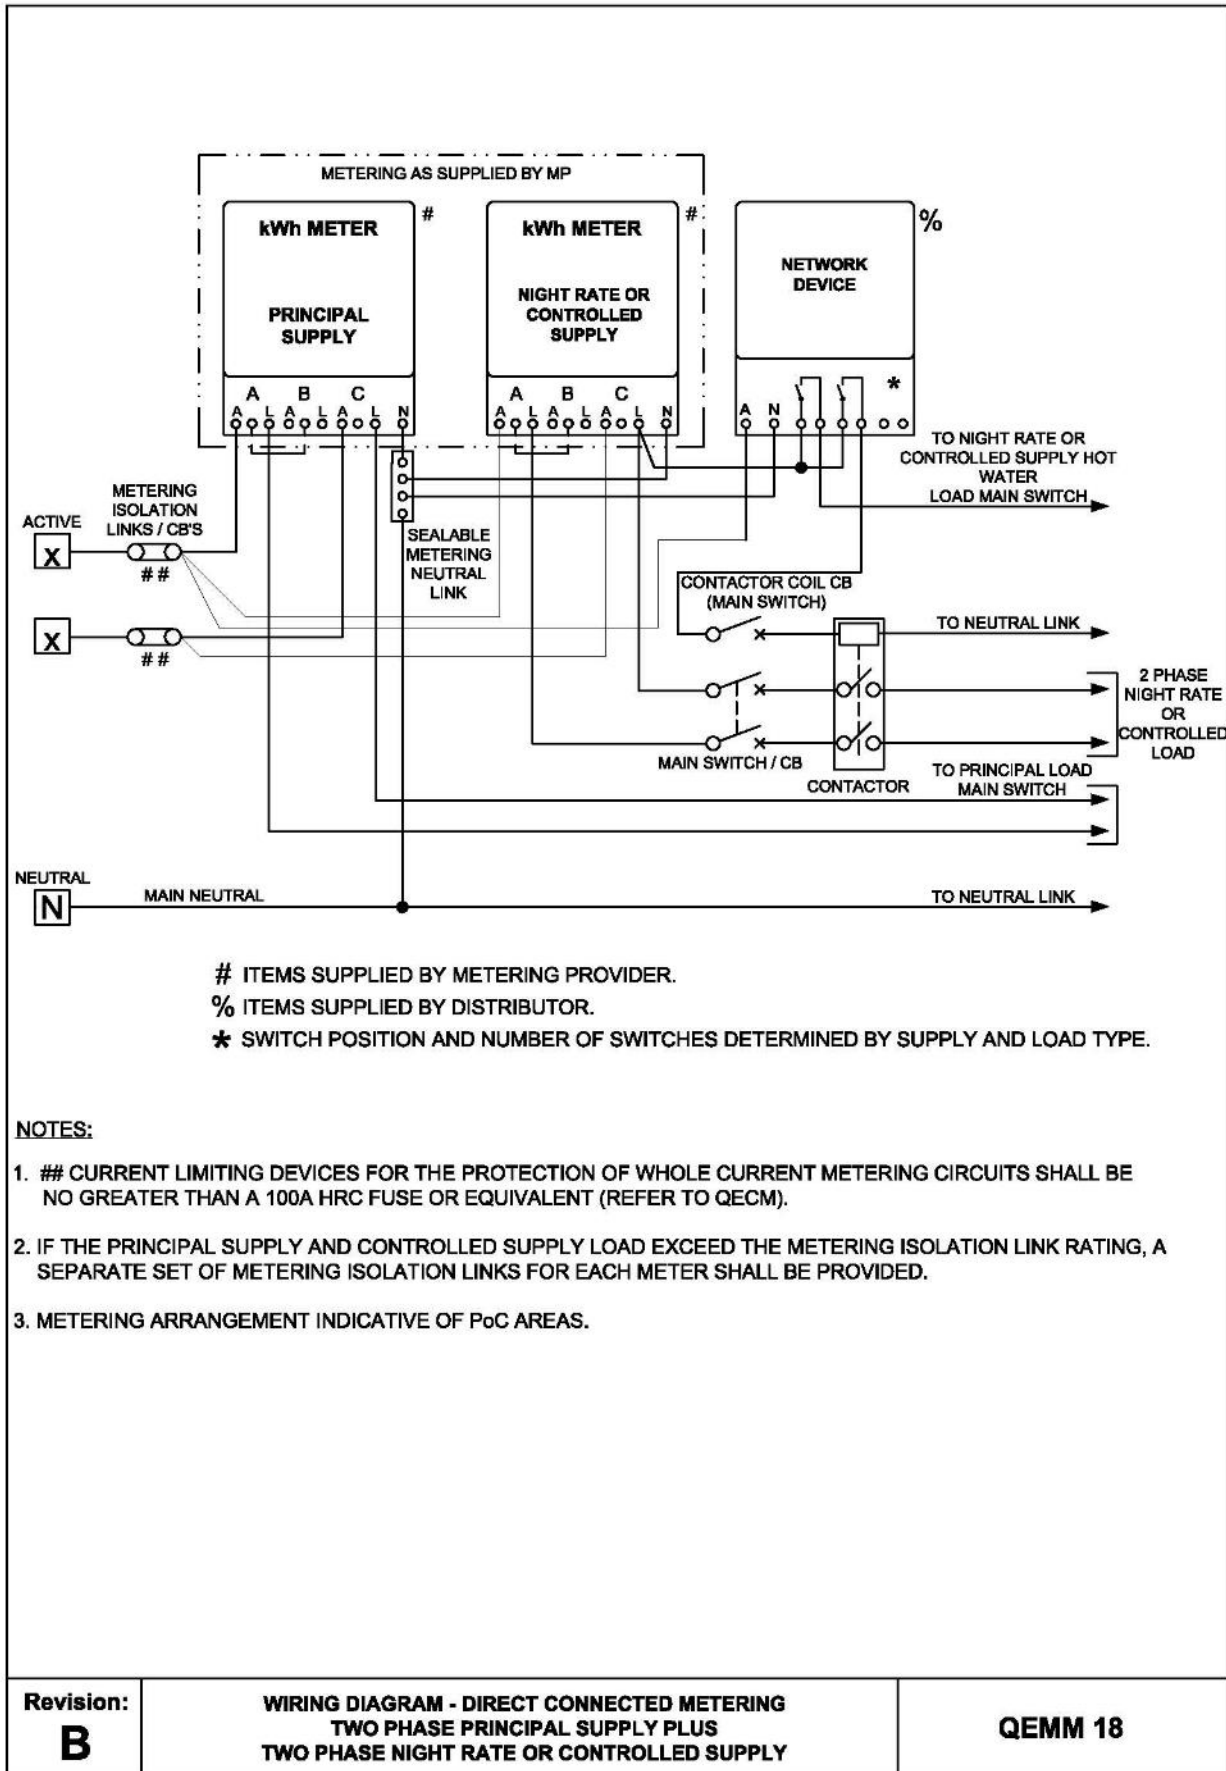 METERING AS SUPPLIED BY MP
kWh METER
#
kWh METER
#
%
NETWORK
DEVICE
PRINCIPAL
SUPPLY
NIGHT RATE OR
CONTROLLED
SUPPLY
A B C
A L A L A L N
A B C
A L A L A L N
A N
*
TO NIGHT RATE OR
CONTROLLED SUPPLY HOT
WATER
LOAD MAIN SWITCH
METERING
ISOLATION
LINKS / CB'S
ACTIVE
X
##
SEALABLE
METERING
NEUTRAL
LINK
CONTACTOR COIL CB
(MAIN SWITCH)
TO NEUTRAL LINK
X
##
2 PHASE
NIGHT RATE
OR
CONTROLLED
LOAD
MAIN SWITCH / CB
CONTACTOR
TO PRINCIPAL LOAD
MAIN SWITCH
NEUTRAL
N
MAIN NEUTRAL
TO NEUTRAL LINK
# ITEMS SUPPLIED BY METERING PROVIDER.
% ITEMS SUPPLIED BY DISTRIBUTOR.
* SWITCH POSITION AND NUMBER OF SWITCHES DETERMINED BY SUPPLY AND LOAD TYPE.
NOTES:
1. ## CURRENT LIMITING DEVICES FOR THE PROTECTION OF WHOLE CURRENT METERING CIRCUITS SHALL BE
NO GREATER THAN A 100A HRC FUSE OR EQUIVALENT (REFER TO QECM).
2. IF THE PRINCIPAL SUPPLY AND CONTROLLED SUPPLY LOAD EXCEED THE METERING ISOLATION LINK RATING, A
SEPARATE SET OF METERING ISOLATION LINKS FOR EACH METER SHALL BE PROVIDED.
3. METERING ARRANGEMENT INDICATIVE OF PoC AREAS.
Revision:
B
WIRING DIAGRAM - DIRECT CONNECTED METERING
TWO PHASE PRINCIPAL SUPPLY PLUS
TWO PHASE NIGHT RATE OR CONTROLLED SUPPLY
QEMM 18